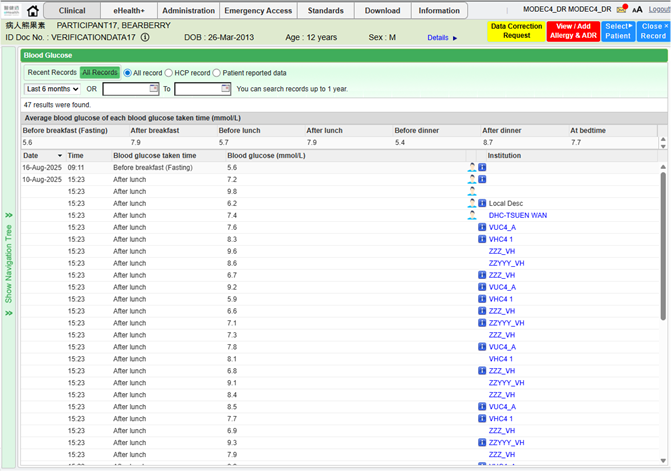 Clinical eHealth+ Administration Emergency Access Standards Download Information MODEC4_DR MODEC4_DR AA Logout
病人熊果素 PARTICIPANT17, BEARBERRY
ID Doc No. : VERIFICATIONDATA17 DOB : 26-Mar-2013 Age : 12 years Sex : M Details ►
Data Correction Request
View / Add Allergy & ADR
Select Patient
Close × Record
Show Navigation Tree
Blood Glucose
Recent Records All Records All record HCP record Patient reported data
Last 6 months OR To You can search records up to 1 year.
47 results were found.
Average blood glucose of each blood glucose taken time (mmol/L)
Before breakfast (Fasting) After breakfast Before lunch After lunch Before dinner After dinner At bedtime
5.6 7.9 5.7 7.9 5.4 8.7 7.7
Date Time Blood glucose taken time Blood glucose (mmol/L) Institution
16-Aug-2025 09:11 Before breakfast (Fasting) 5.6
10-Aug-2025 15:23 After lunch 7.2
15:23 After lunch 9.8
15:23 After lunch 6.2 Local Desc
15:23 After lunch 7.4 DHC-TSUEN WAN
15:23 After lunch 7.6 VUC4_A
15:23 After lunch 8.3 VHC4 1
15:23 After lunch 9.6 ZZZ_VH
15:23 After lunch 8.6 ZZYYY_VH
15:23 After lunch 6.7 ZZZ_VH
15:23 After lunch 9.2 VUC4_A
15:23 After lunch 5.9 VHC4 1
15:23 After lunch 6.6 ZZZ_VH
15:23 After lunch 7.1 ZZYYY_VH
15:23 After lunch 7.3 ZZZ_VH
15:23 After lunch 7.8 VUC4_A
15:23 After lunch 8.1 VHC4 1
15:23 After lunch 6.8 ZZZ_VH
15:23 After lunch 9.1 ZZYYY_VH
15:23 After lunch 8.4 ZZZ_VH
15:23 After lunch 8.5 VUC4_A
15:23 After lunch 7.7 VHC4 1
15:23 After lunch 6.9 ZZZ_VH
15:23 After lunch 9.3 ZZYYY_VH
15:23 After lunch 7.9 ZZZ_VH